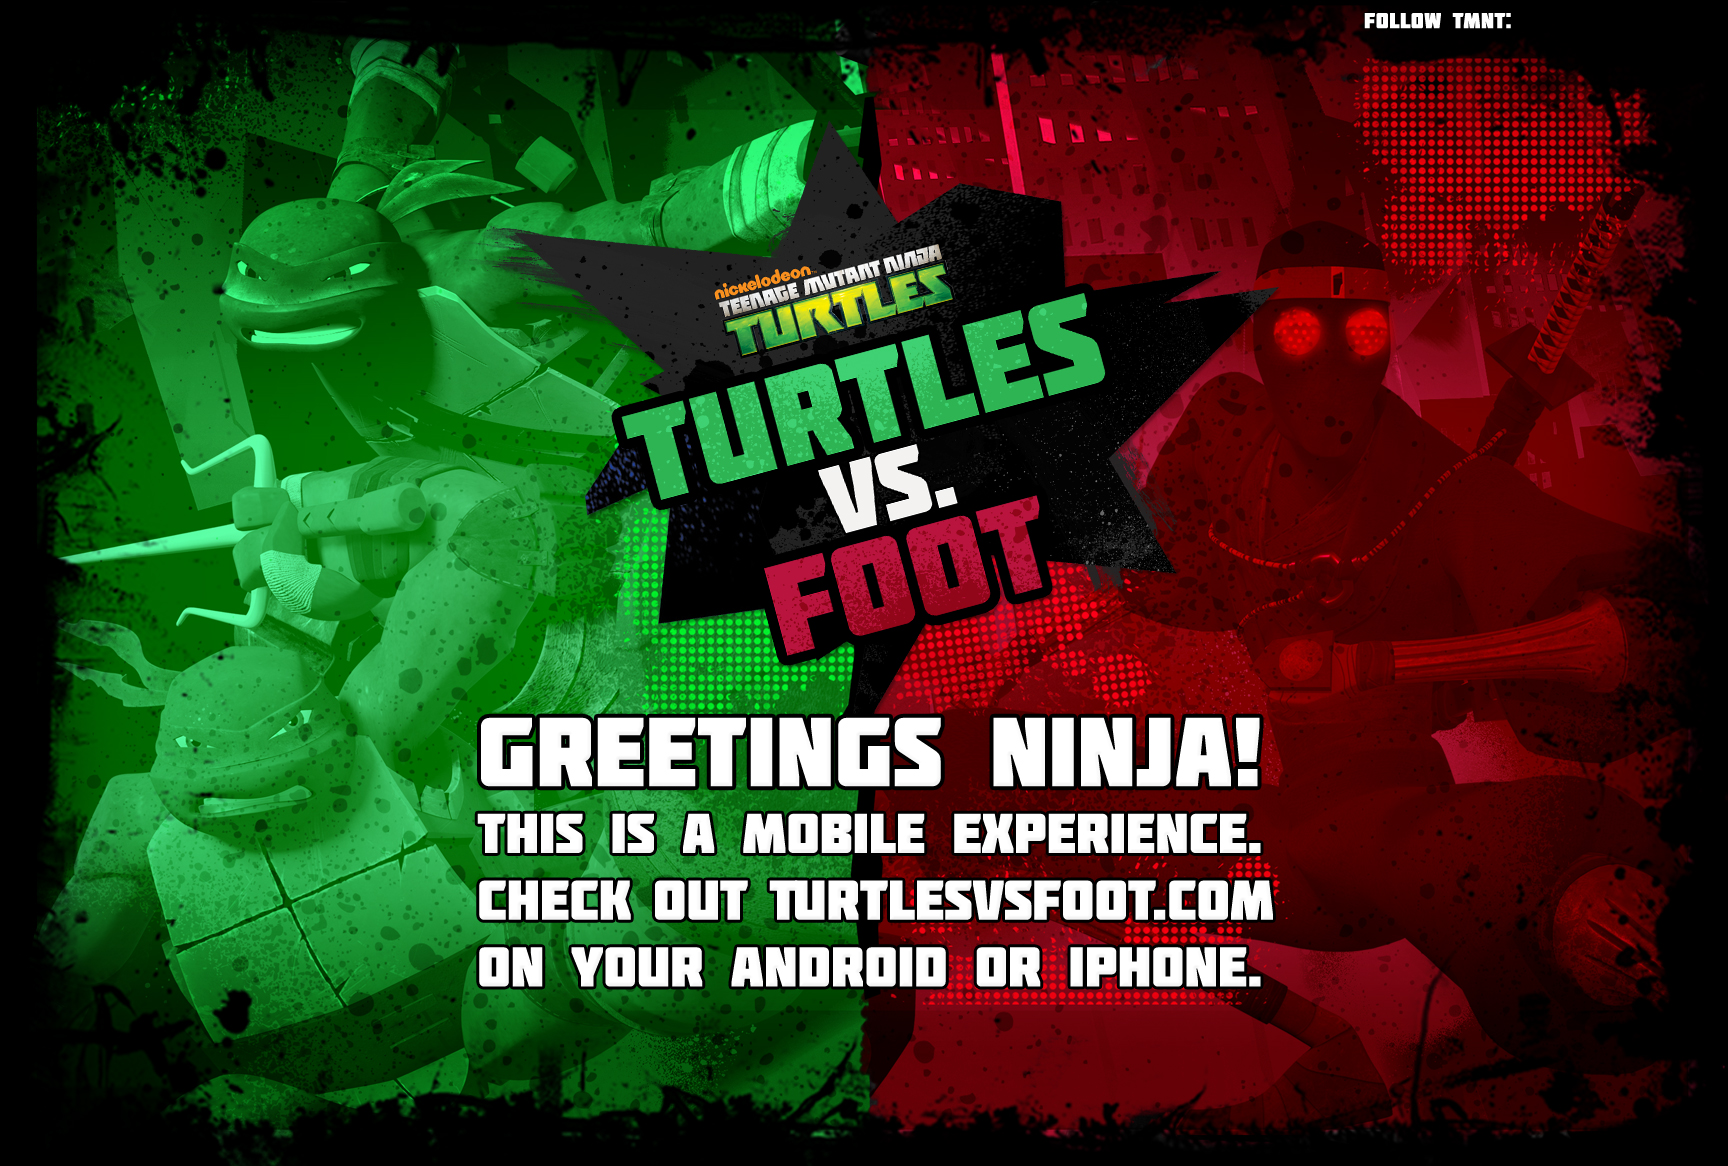 FOLLOW TMNT:
nickelodeon™
TEENAGE MUTANT NINJA
TURTLES
TURTLES
VS.
FOOT
GREETINGS NINJA!
THIS IS A MOBILE EXPERIENCE.
CHECK OUT TURTLESVSFOOT.COM
ON YOUR ANDROID OR IPHONE.